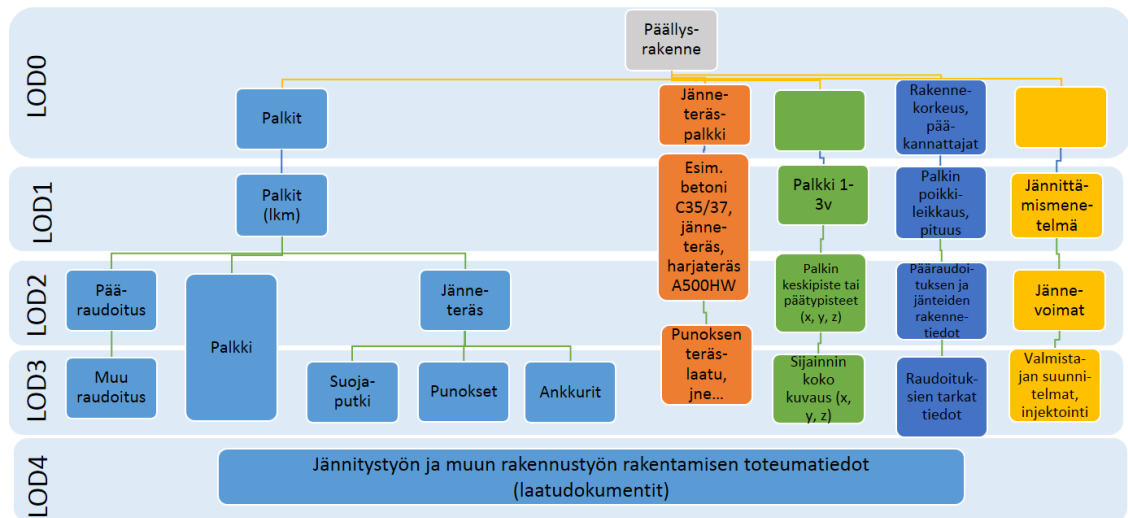 LOD0
Päällys-
rakenne
Palkit
Jänne-
teräs-
palkki
Rakenne-
korkeus,
pää-
kannattajat
LOD1
Palkit
(lkm)
Esim.
betoni
C35/37,
jänne-
teräs,
harjateräs
A500HW
Palkki 1-
3v
Palkin
poikki-
leikkaus,
pituus
Jännittä-
mismene-
telmä
LOD2
Pää-
raudoitus
Palkki
Jänne-
teräs
Palkin
keskipiste tai
päätypisteet
(x, y, z)
Pääraudoi-
tuksen ja
jänteiden
rakenne-
tiedot
Jänne-
voimat
LOD3
Muu
raudoitus
Suoja-
putki
Punokset
Ankkurit
Punoksen
teräs-
laatu,
jne...
Sijainnin
koko
kuvaus (x,
y, z)
Raudoituk-
sien tarkat
tiedot
Valmista-
jan suunni-
telmat,
injektointi
LOD4
Jännitystyön ja muun rakennustyön rakentamisen toteumatiedot
(laatudokumentit)